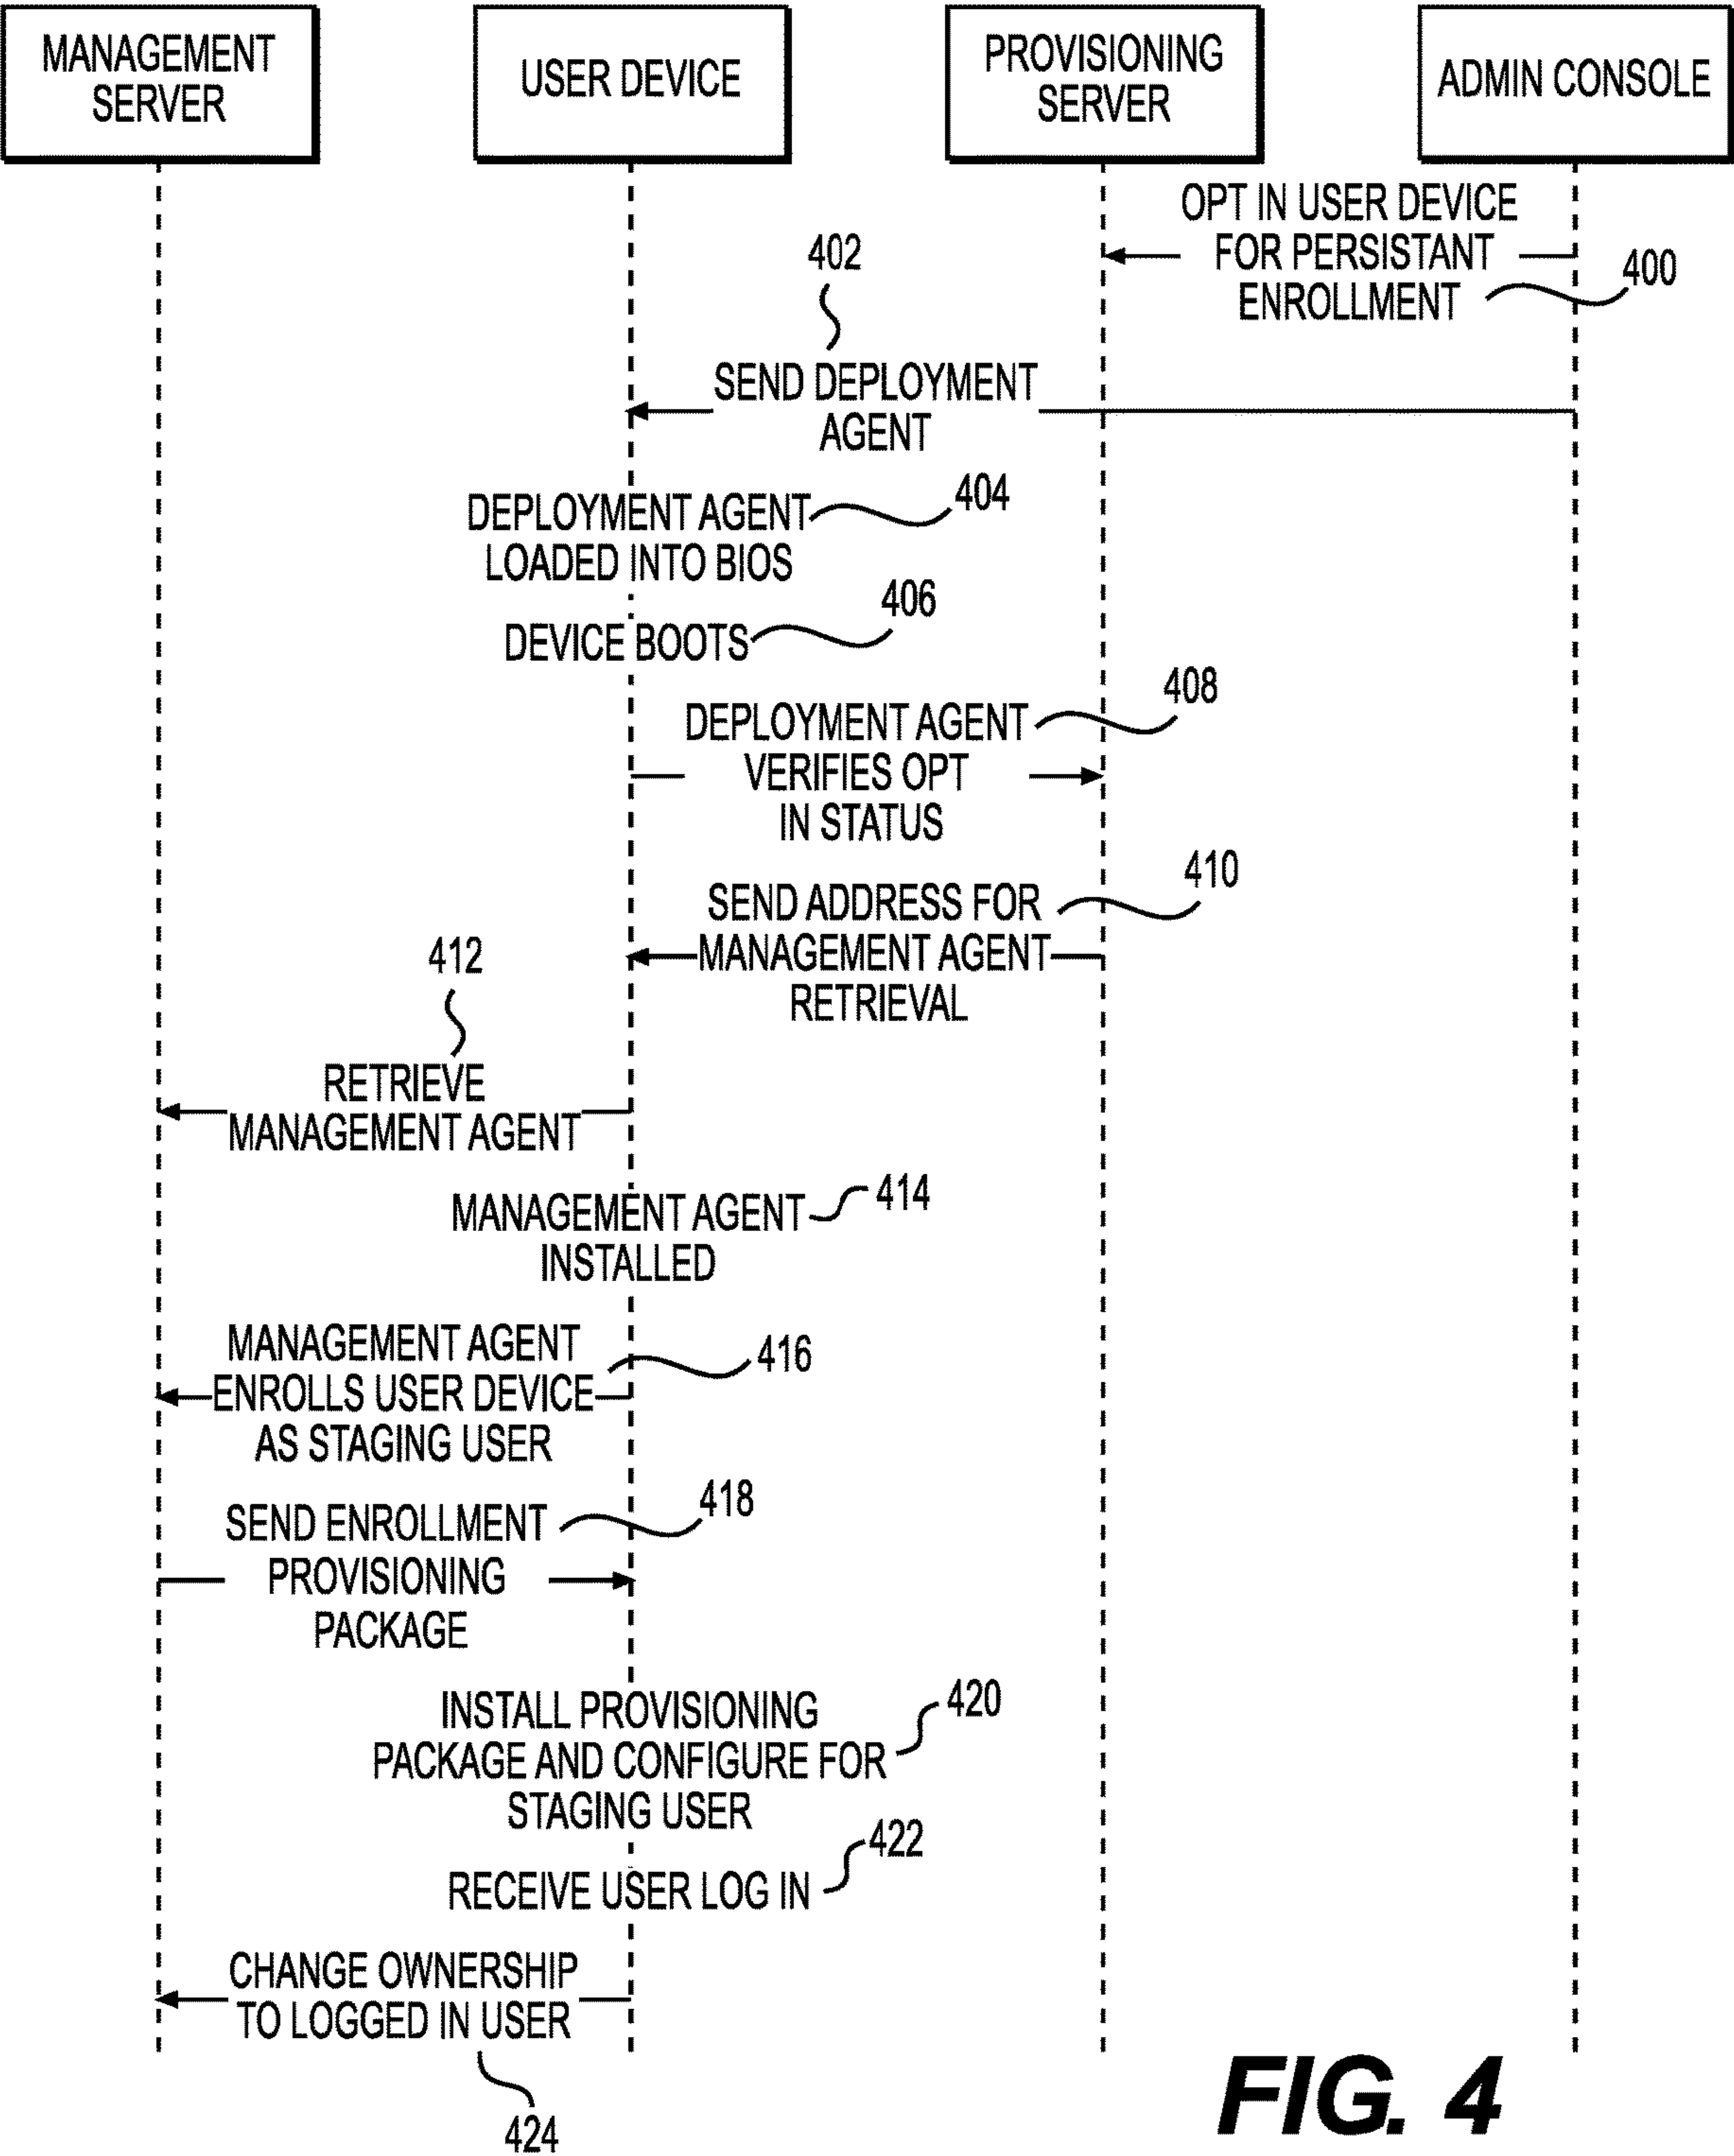 MANAGEMENT
SERVER
USER DEVICE
PROVISIONING
SERVER
ADMIN CONSOLE
OPT IN USER DEVICE
FOR PERSISTANT
ENROLLMENT
400
402
SEND DEPLOYMENT
AGENT
DEPLOYMENT AGENT
LOADED INTO BIOS
404
DEVICE BOOTS
406
DEPLOYMENT AGENT
VERIFIES OPT
IN STATUS
408
SEND ADDRESS FOR
MANAGEMENT AGENT
RETRIEVAL
410
412
RETRIEVE
MANAGEMENT AGENT
MANAGEMENT AGENT
INSTALLED
414
MANAGEMENT AGENT
ENROLLS USER DEVICE
AS STAGING USER
416
SEND ENROLLMENT
PROVISIONING
PACKAGE
418
INSTALL PROVISIONING
PACKAGE AND CONFIGURE FOR
STAGING USER
420
RECEIVE USER LOG IN
422
CHANGE OWNERSHIP
TO LOGGED IN USER
424
FIG. 4